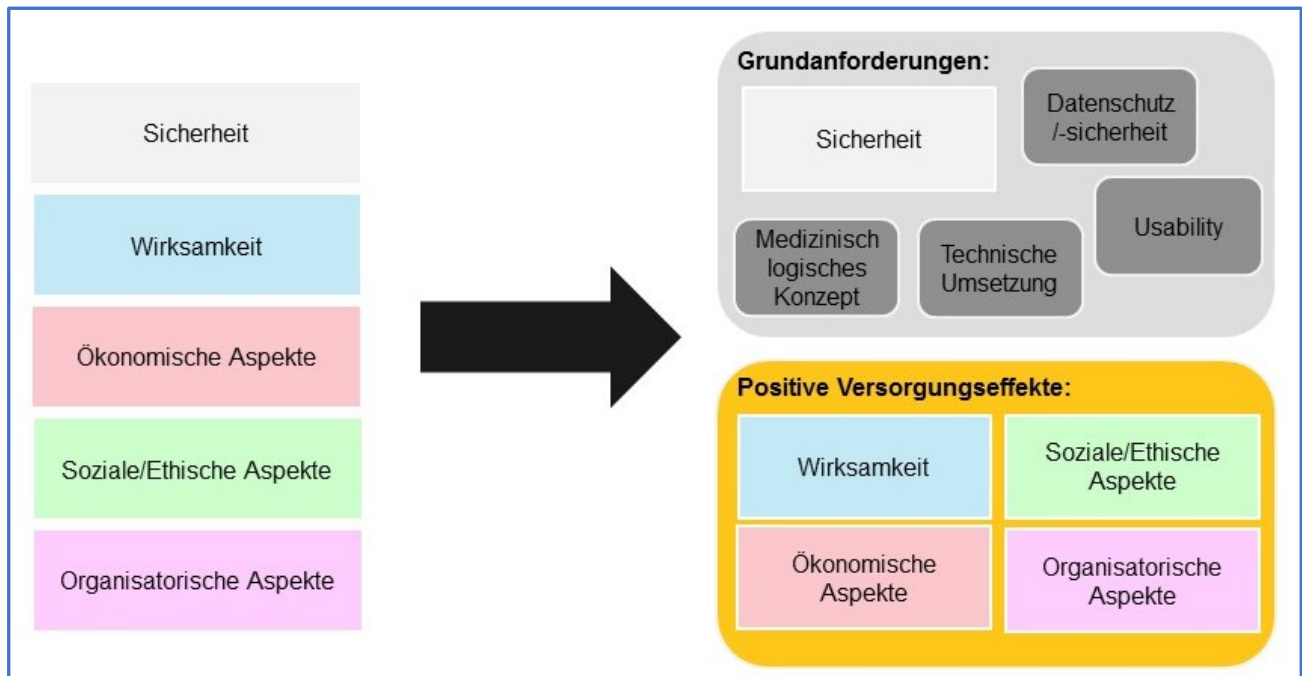 Sicherheit
Wirksamkeit
Ökonomische Aspekte
Soziale/Ethische Aspekte
Organisatorische Aspekte
Grundanforderungen:
Sicherheit
Datenschutz
/-sicherheit
Usability
Medizinisch
logisches
Konzept
Technische
Umsetzung
Positive Versorgungseffekte:
Wirksamkeit
Soziale/Ethische
Aspekte
Ökonomische
Aspekte
Organisatorische
Aspekte